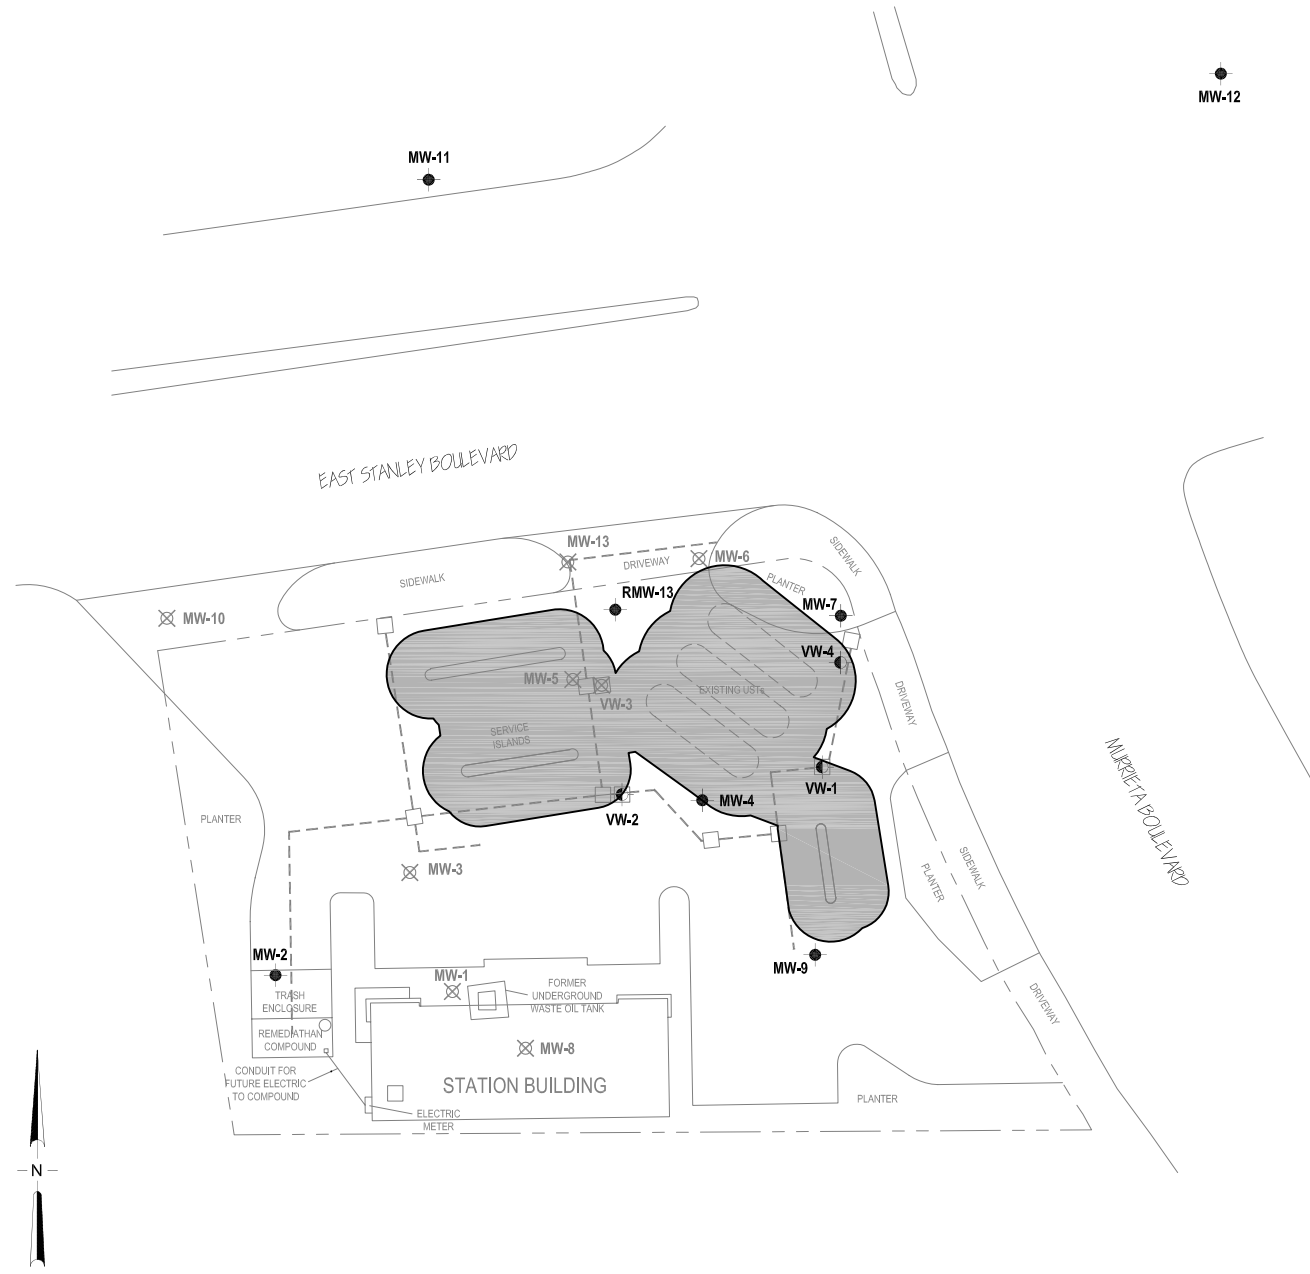 MW-12
MW-11
EAST STANLEY BOULEVARD
MW-13
SIDEWALK
DRIVEWAY
MW-6
SIDEWALK
PLANTER
MW-10
RMW-13
MW-7
VW-4
MW-5
VW-3
EXISTING USTs
DRIVEWAY
SERVICE
ISLANDS
MURRIETA BOULEVARD
VW-1
MW-4
VW-2
PLANTER
MW-3
SIDEWALK
PLANTER
MW-2
MW-9
MW-1
FORMER
UNDERGROUND
WASTE OIL TANK
TRASH
ENCLOSURE
DRIVEWAY
REMEDIATHAN
COMPOUND
MW-8
CONDUIT FOR
FUTURE ELECTRIC
TO COMPOUND
STATION BUILDING
PLANTER
ELECTRIC
METER
N